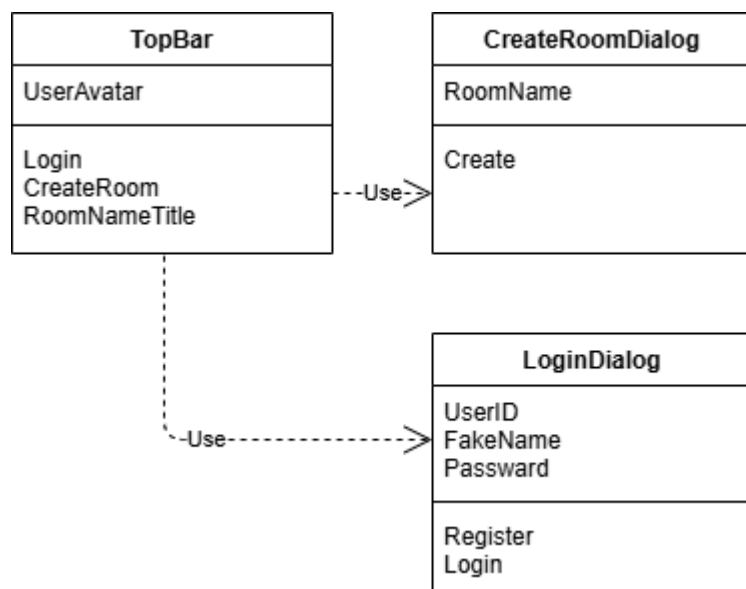 TopBar
UserAvatar
Login
CreateRoom
RoomNameTitle
Use
CreateRoomDialog
RoomName
Create
Use
LoginDialog
UserID
FakeName
Passward
Register
Login